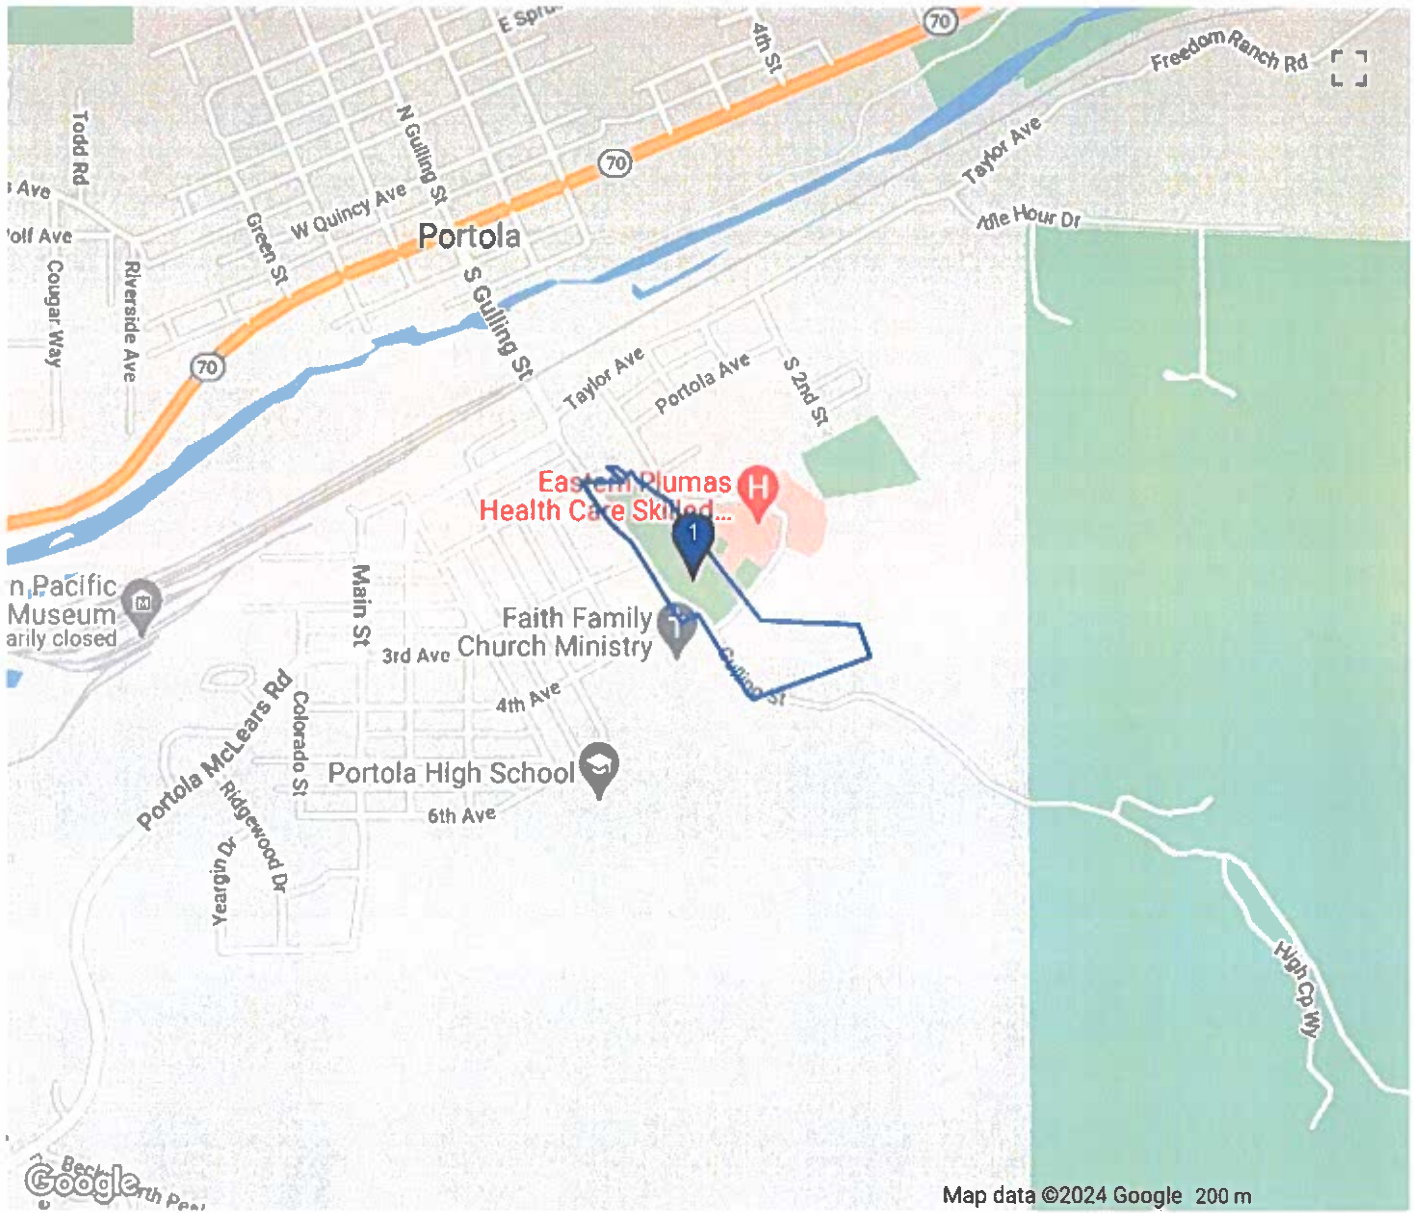 70
E Spru
4th St
Freedom Ranch Rd
Todd Rd
N Gulling St
70
Taylor Ave
s Ave
W Quincy Ave
Green St
Idle Hour Dr
olf Ave
Portola
Cougar Way
Riverside Ave
S Gulling St
70
Taylor Ave
Portola Ave
S 2nd St
Eastern Plumas
Health Care Skilled...
H
1
n Pacific
Museum
arily closed
Main St
Faith Family
Church Ministry
3rd Ave
Gulling St
4th Ave
Portola McLears Rd
Colorado St
Portola High School
Ridgewood Dr
6th Ave
Yeargin Dr
High Cp Wy
Google
Map data ©2024 Google 200 m